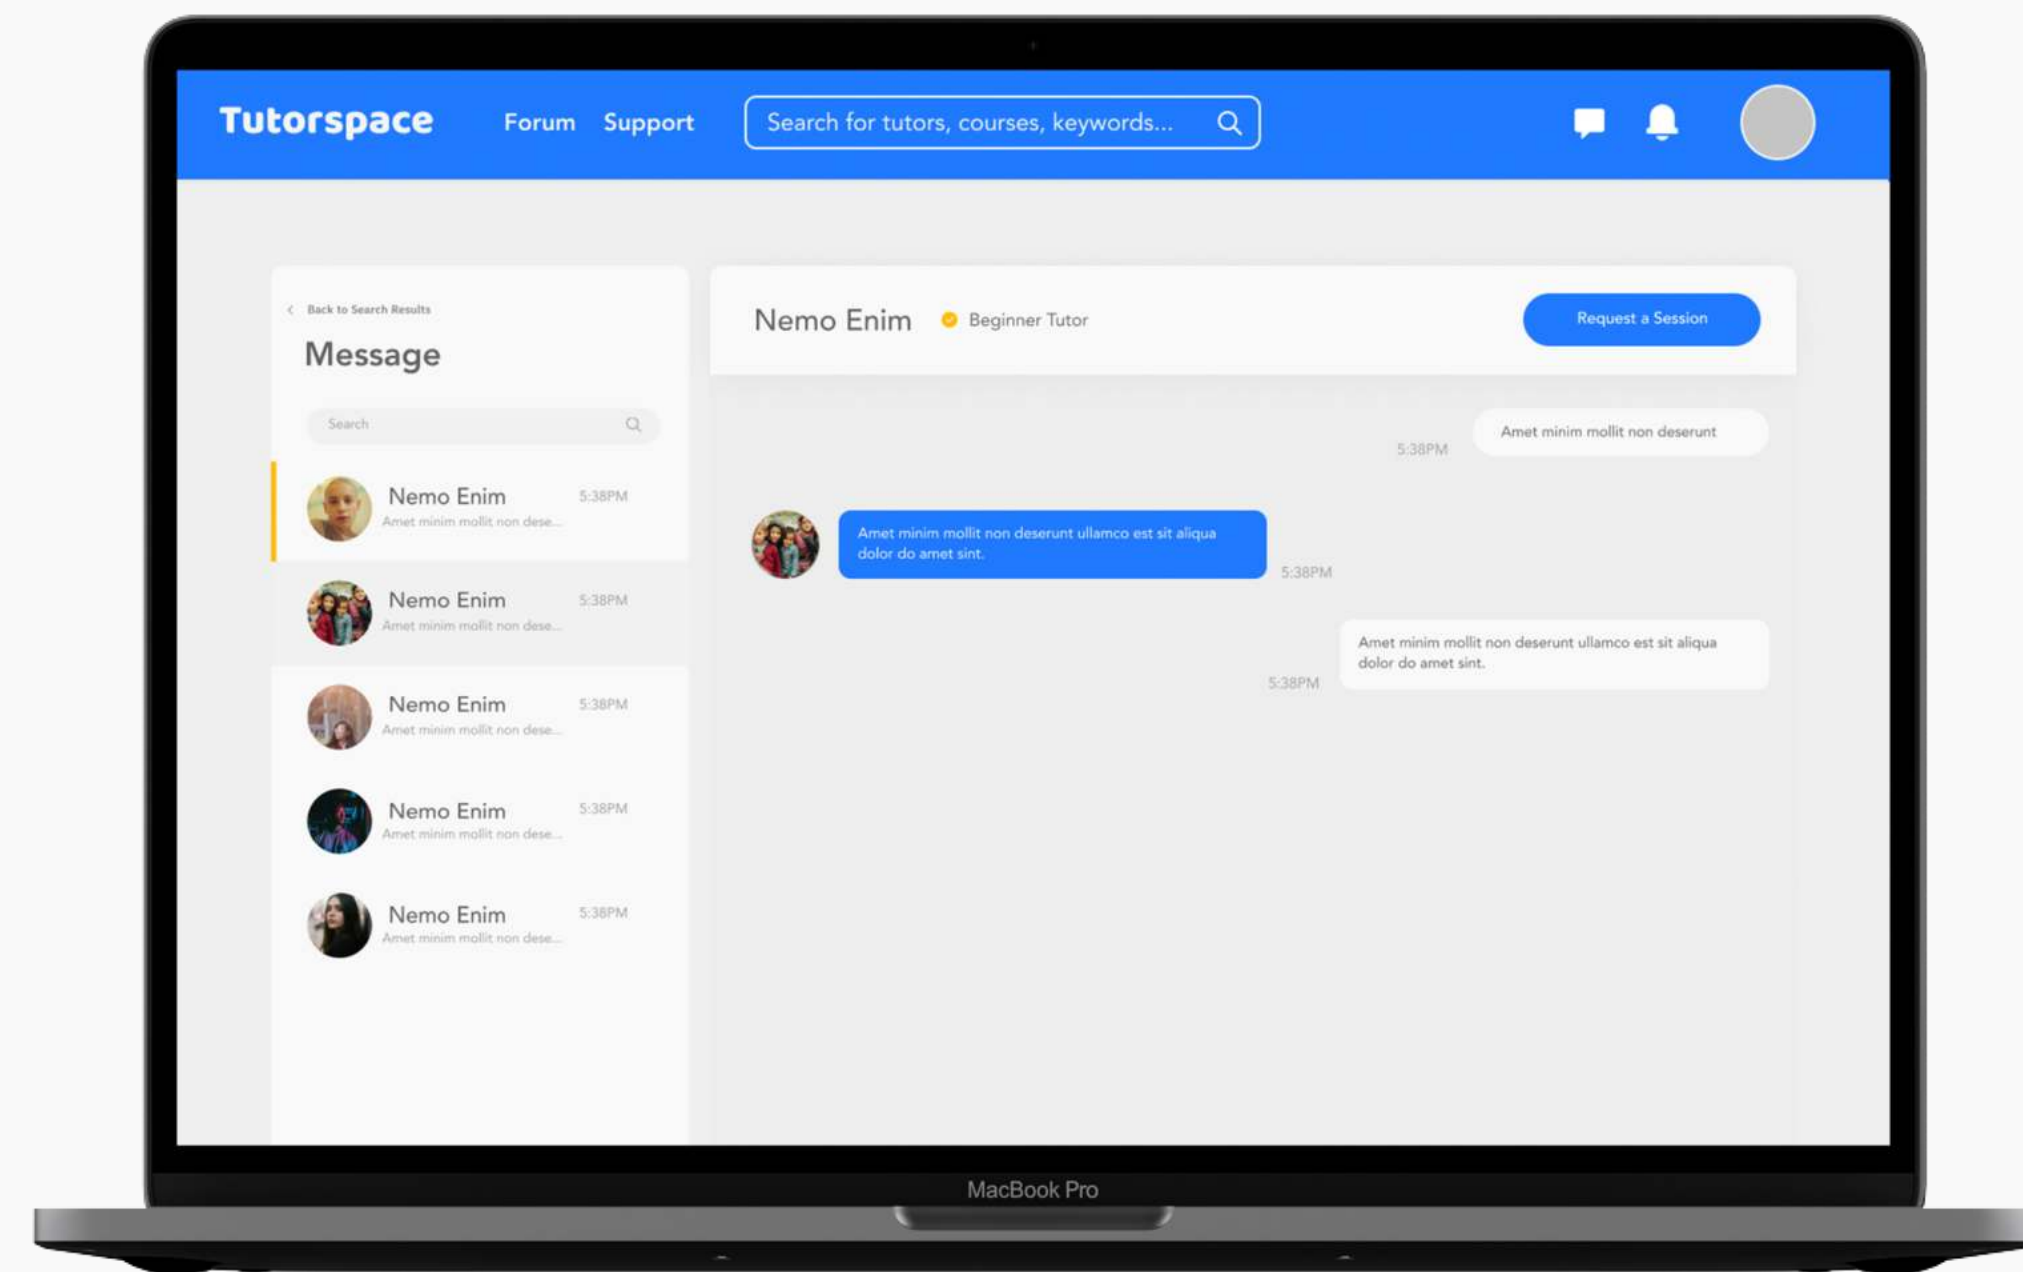 Tutorspace
Forum Support
Search for tutors, courses, keywords...
Back to Search Results
Message
Search
Nemo Enim 5:38PM
Amet minim mollit non dese...
Nemo Enim 5:38PM
Amet minim mollit non dese...
Nemo Enim 5:38PM
Amet minim mollit non dese...
Nemo Enim 5:38PM
Amet minim mollit non dese...
Nemo Enim 5:38PM
Amet minim mollit non dese...
Nemo Enim Beginner Tutor
Request a Session
Amet minim mollit non deserunt
5:38PM
Amet minim mollit non deserunt ullamco est sit aliqua
dolor do amet sint.
5:38PM
Amet minim mollit non deserunt ullamco est sit aliqua
dolor do amet sint.
5:38PM
MacBook Pro